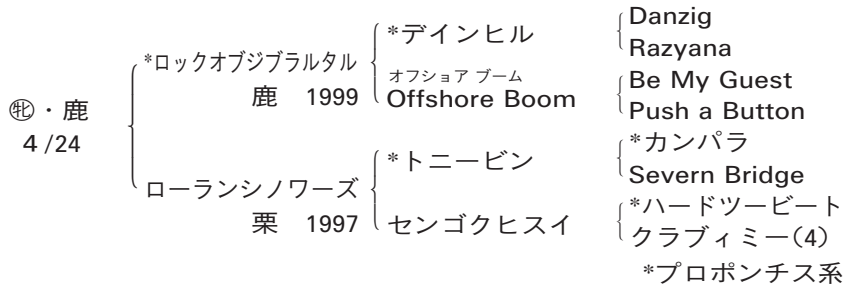 ㊛・鹿
4/24
*ロックオブジブラルタル
鹿 1999
ローランシノワーズ
栗 1997
*デインヒル
オフショア ブーム
Offshore Boom
*トニービン
センゴクヒスイ
Danzig
Razyana
Be My Guest
Push a Button
*カンパラ
Severn Bridge
*ハードツービート
クラブィミー(4)
*プロポンチス系